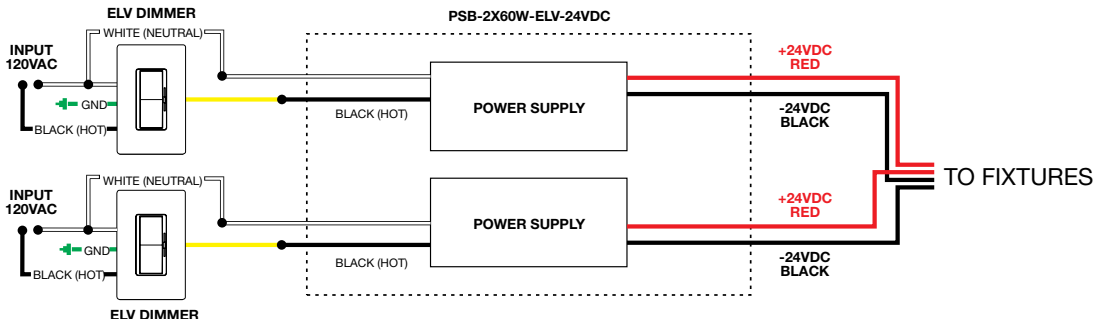 ELV DIMMER
PSB-2X60W-ELV-24VDC
WHITE (NEUTRAL)
INPUT
120VAC
+24VDC
RED
GND
POWER SUPPLY
BLACK (HOT)
BLACK (HOT)
-24VDC
BLACK
TO FIXTURES
WHITE (NEUTRAL)
INPUT
120VAC
+24VDC
RED
POWER SUPPLY
GND
BLACK (HOT)
BLACK (HOT)
-24VDC
BLACK
ELV DIMMER